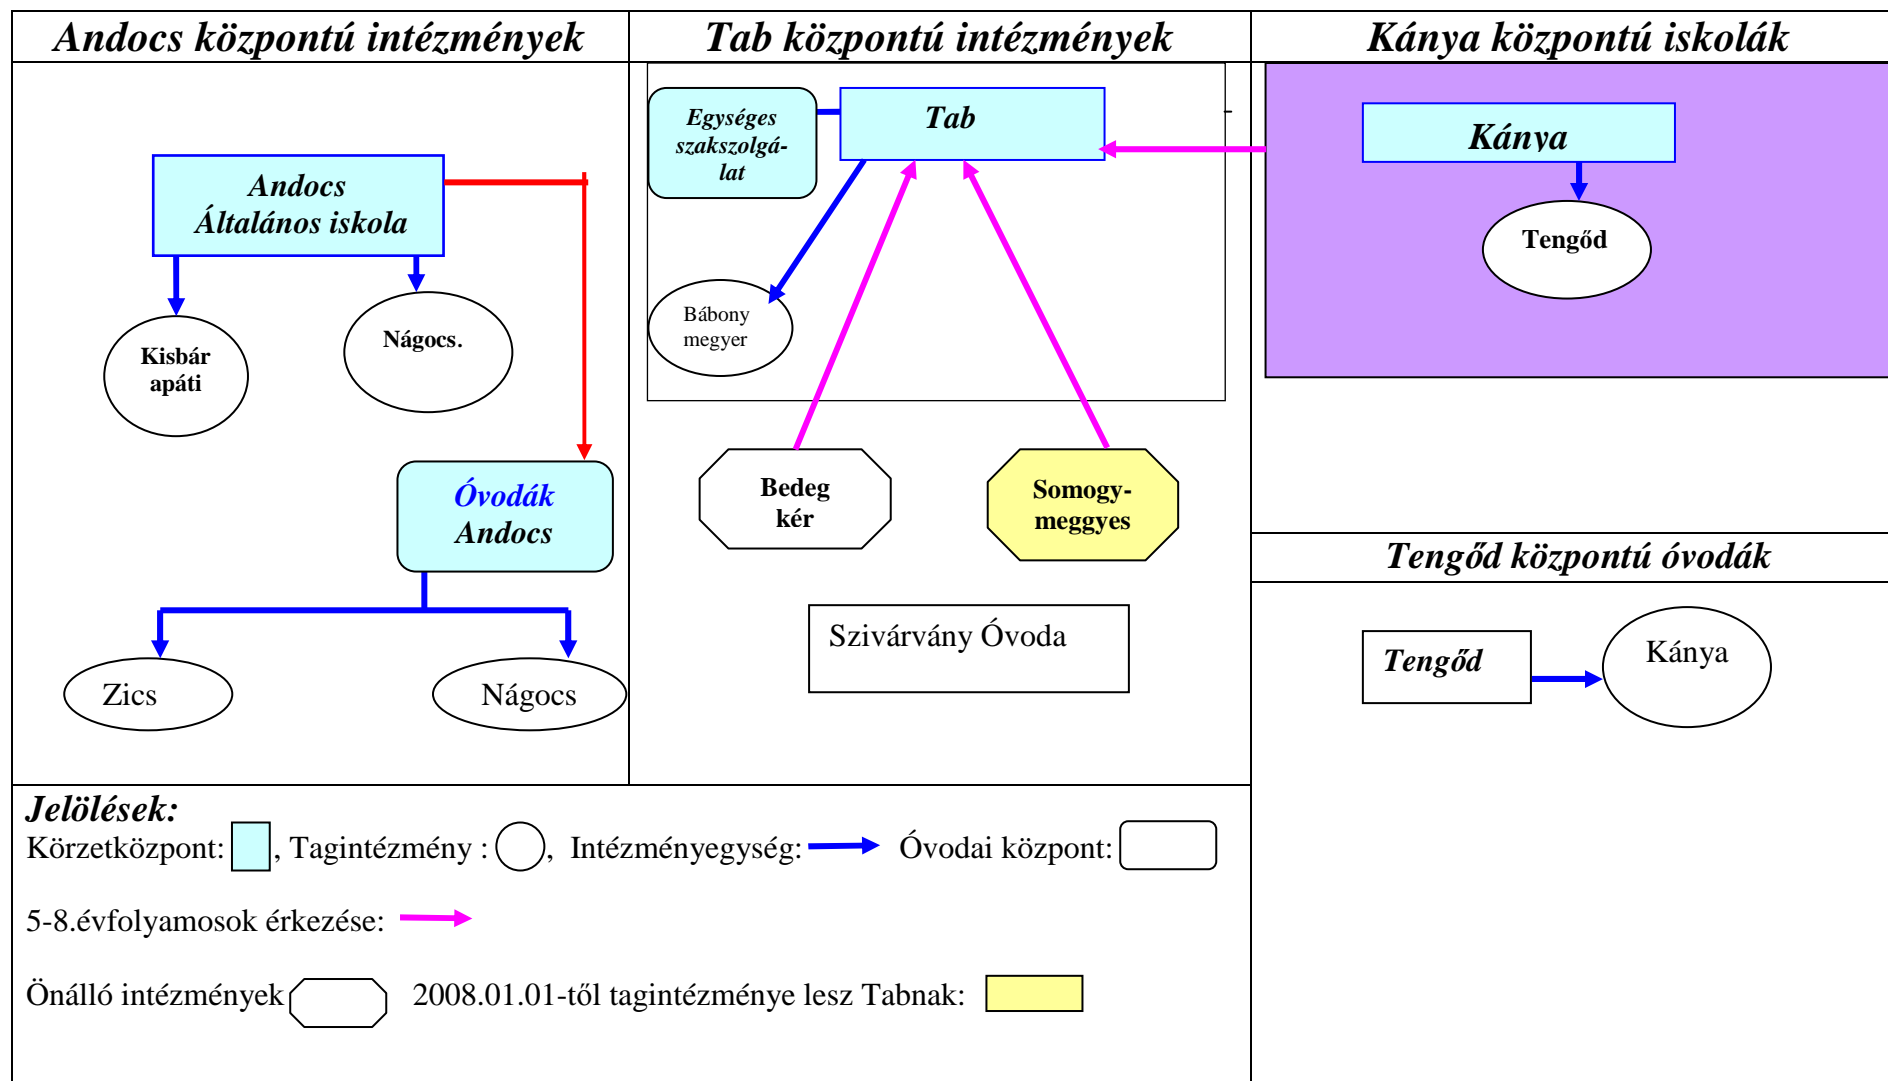 Andocs központú intézmények
Andocs
Általános iskola
Kisbár
apáti
Nágocs.
Óvodák
Andocs
Zics
Nágocs
Tab központú intézmények
Egységes
szakszolgá-
lat
Tab
-
Bábony
megyer
Bedeg
kér
Somogy-
meggyes
Szivárvány Óvoda
Kánya központú iskolák
Kánya
Tengőd
Tengőd központú óvodák
Tengőd
Kánya
Jelölések:
Körzetközpont: , Tagintézmény : , Intézményegység: Óvodai központ:
5-8.évfolyamosok érkezése:
Önálló intézmények 2008.01.01-től tagintézménye lesz Tabnak: